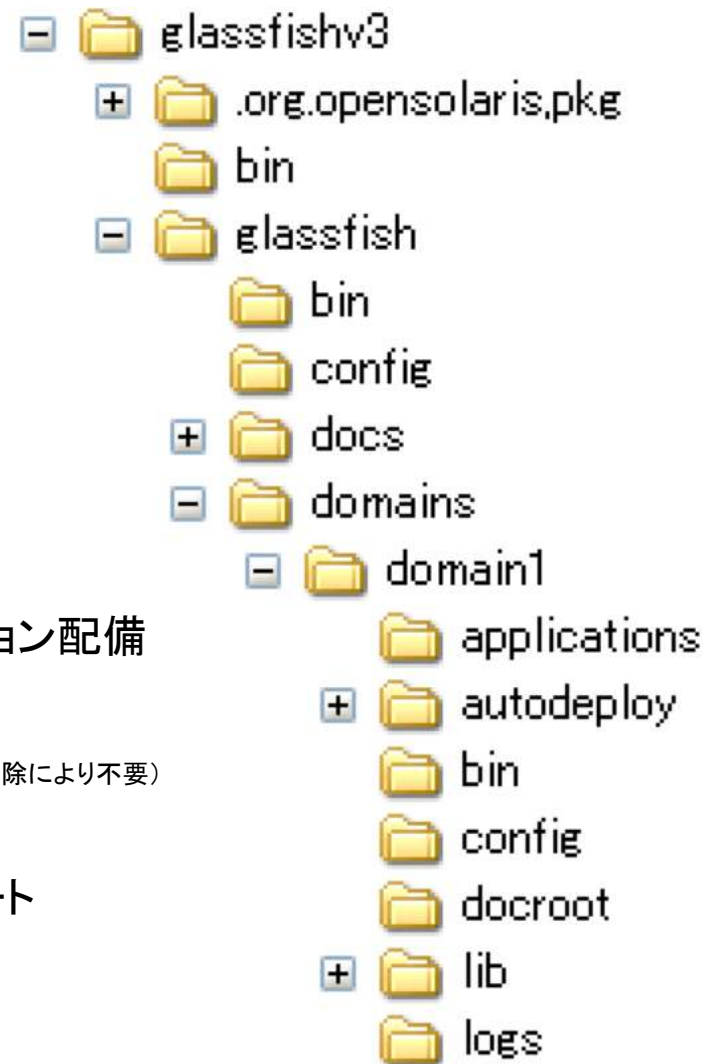 glassfishv3
.org.opensolaris,pkg
bin
glassfish
bin
config
docs
domains
domain1
ョン配備
applications
autodeploy
除により不要）
bin
config
ート
docroot
lib
logs